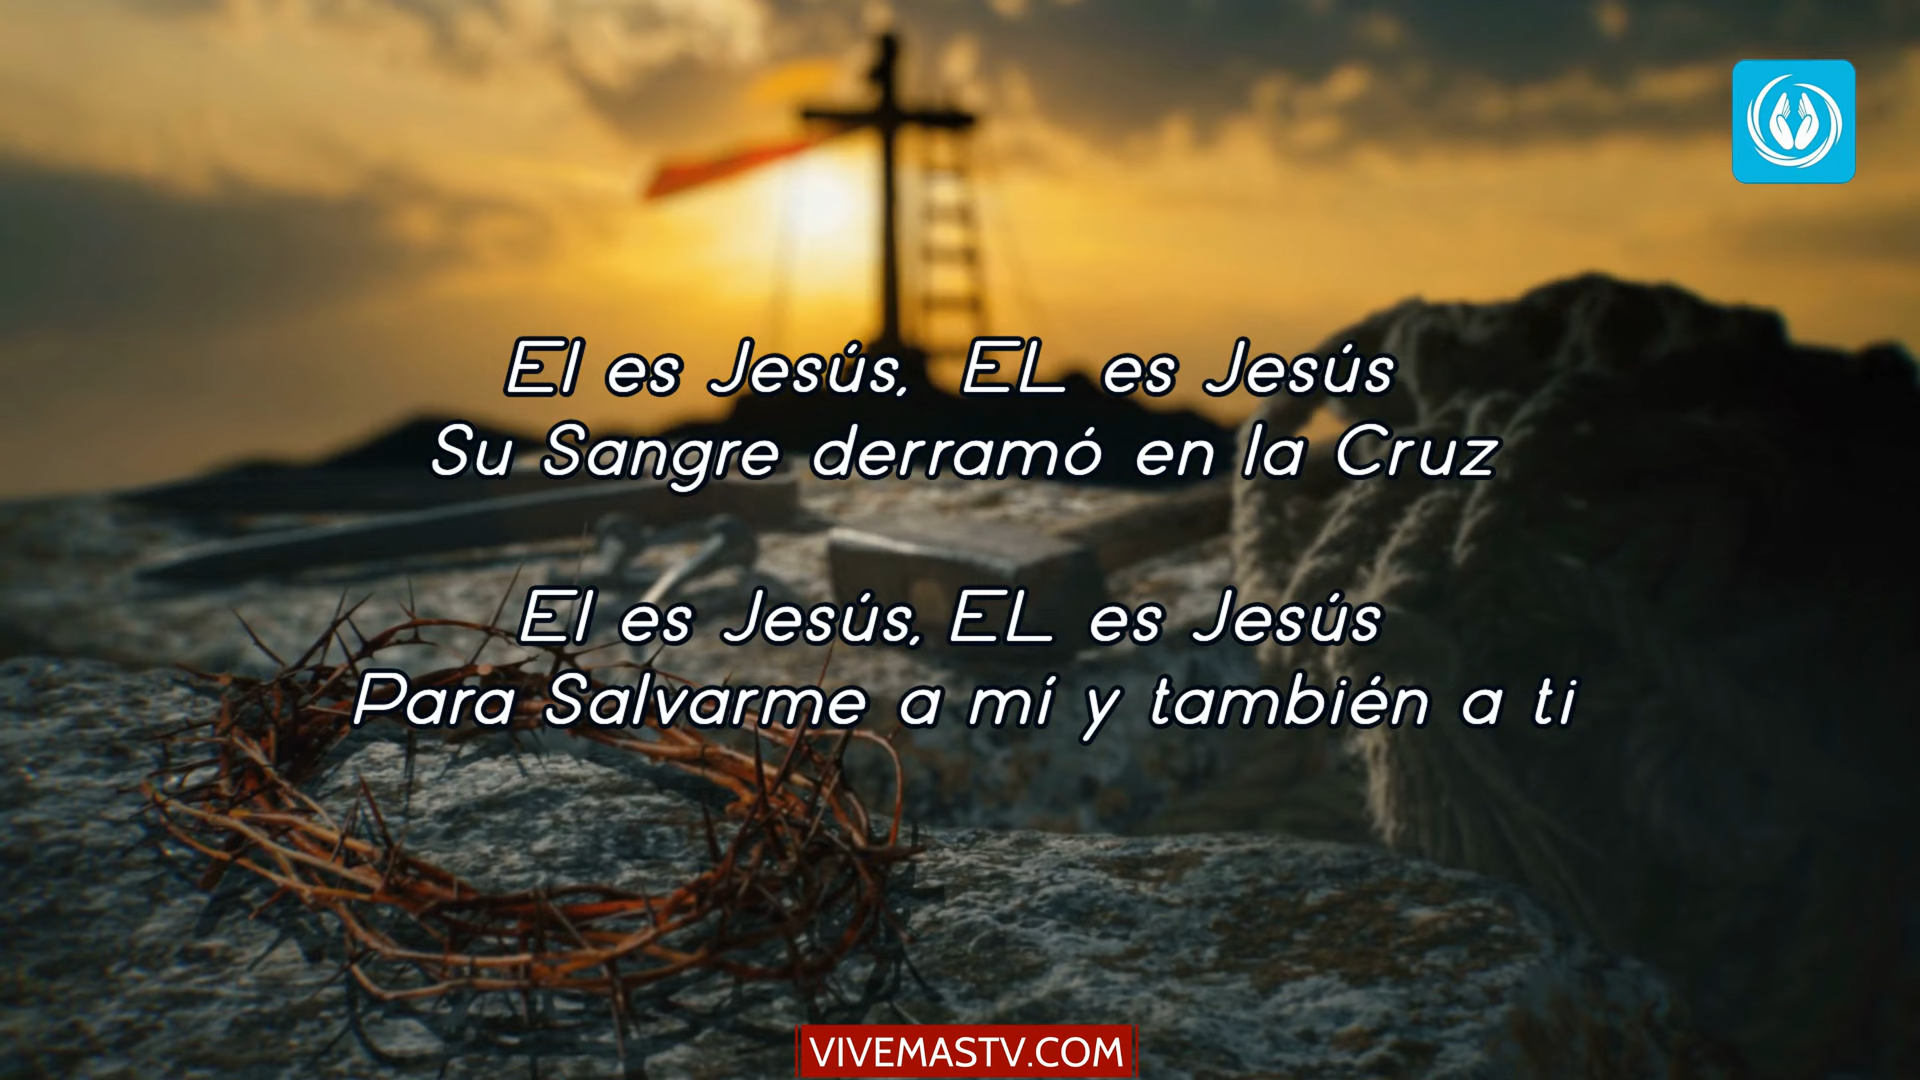 El es Jesús, EL es Jesús
Su Sangre derramó en la Cruz
El es Jesús, EL es Jesús
Para Salvarme a mí y también a ti
VIVEMASTV.COM